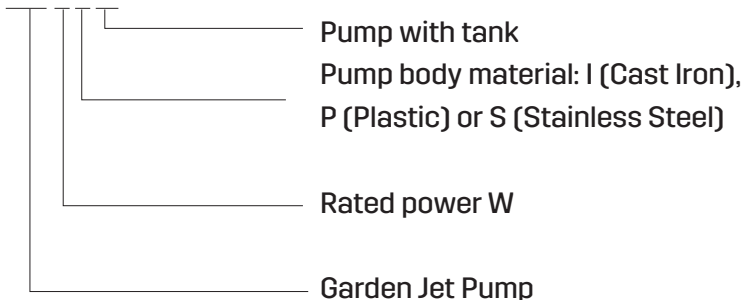 Pump with tank
Pump body material: I (Cast Iron),
P (Plastic) or S (Stainless Steel)
Rated power W
Garden Jet Pump